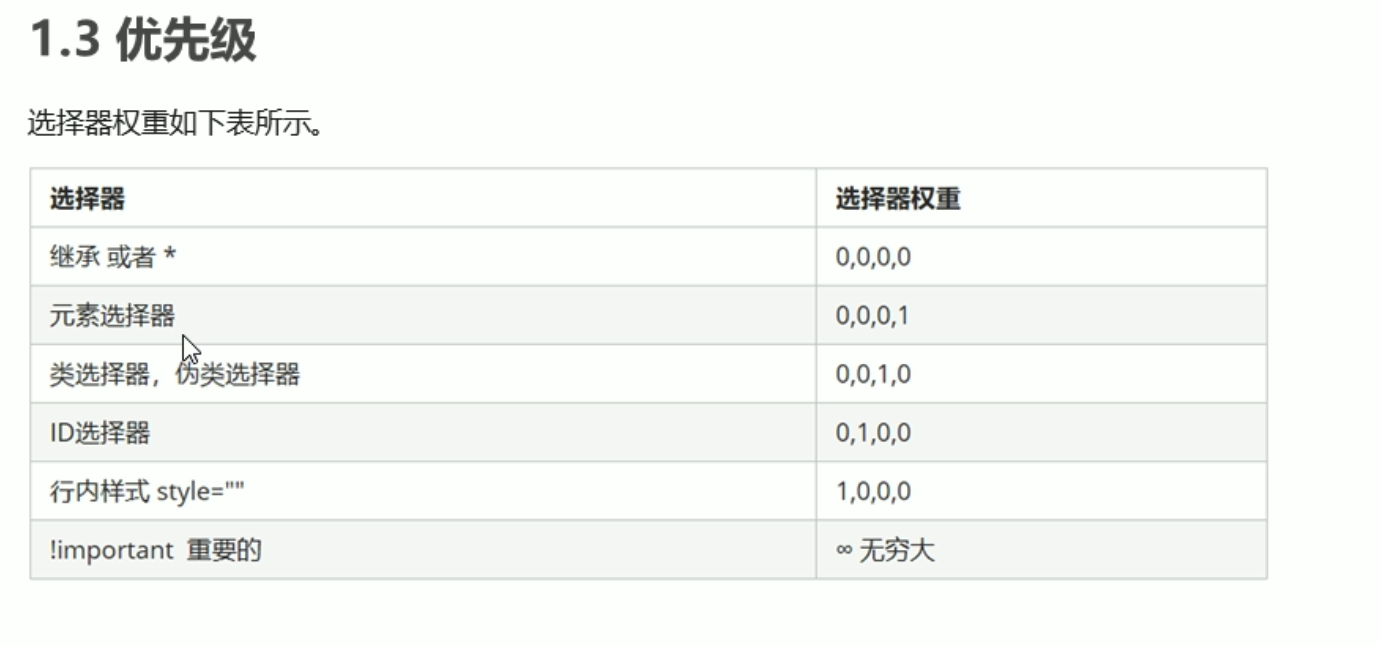 1.3 优先级
选择器权重如下表所示。
选择器 选择器权重
继承 或者 * 0,0,0,0
元素选择器 0,0,0,1
类选择器，伪类选择器 0,0,1,0
ID选择器 0,1,0,0
行内样式 style="" 1,0,0,0
!important 重要的 ∞ 无穷大